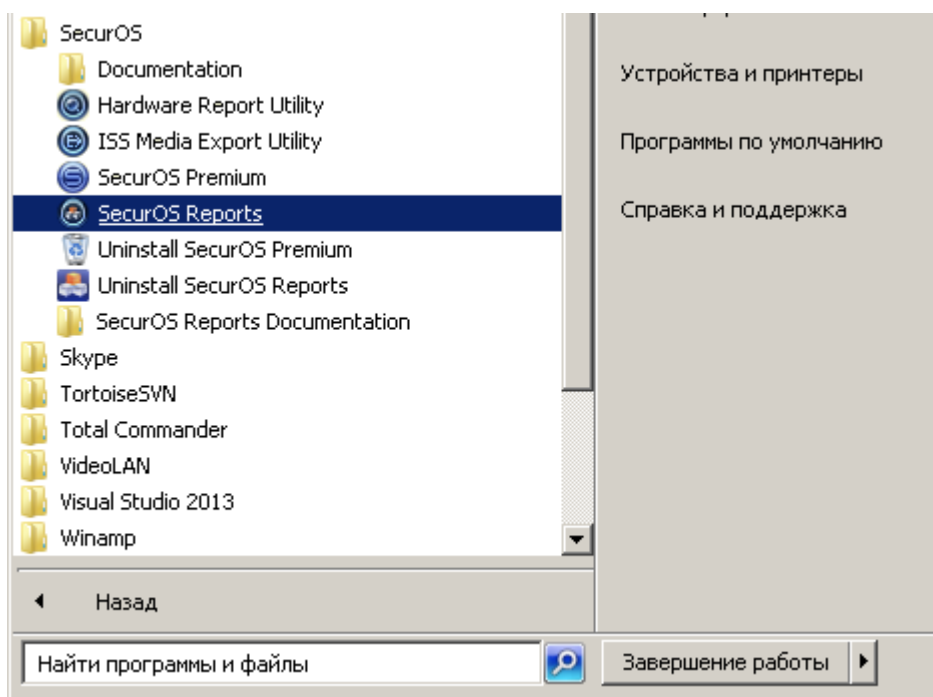 SecurOS
Documentation
Hardware Report Utility
ISS Media Export Utility
SecurOS Premium
SecurOS Reports
Uninstall SecurOS Premium
Uninstall SecurOS Reports
SecurOS Reports Documentation
Skype
TortoiseSVN
Total Commander
VideoLAN
Visual Studio 2013
Winamp
Назад
Найти программы и файлы
Устройства и принтеры
Программы по умолчанию
Справка и поддержка
Завершение работы